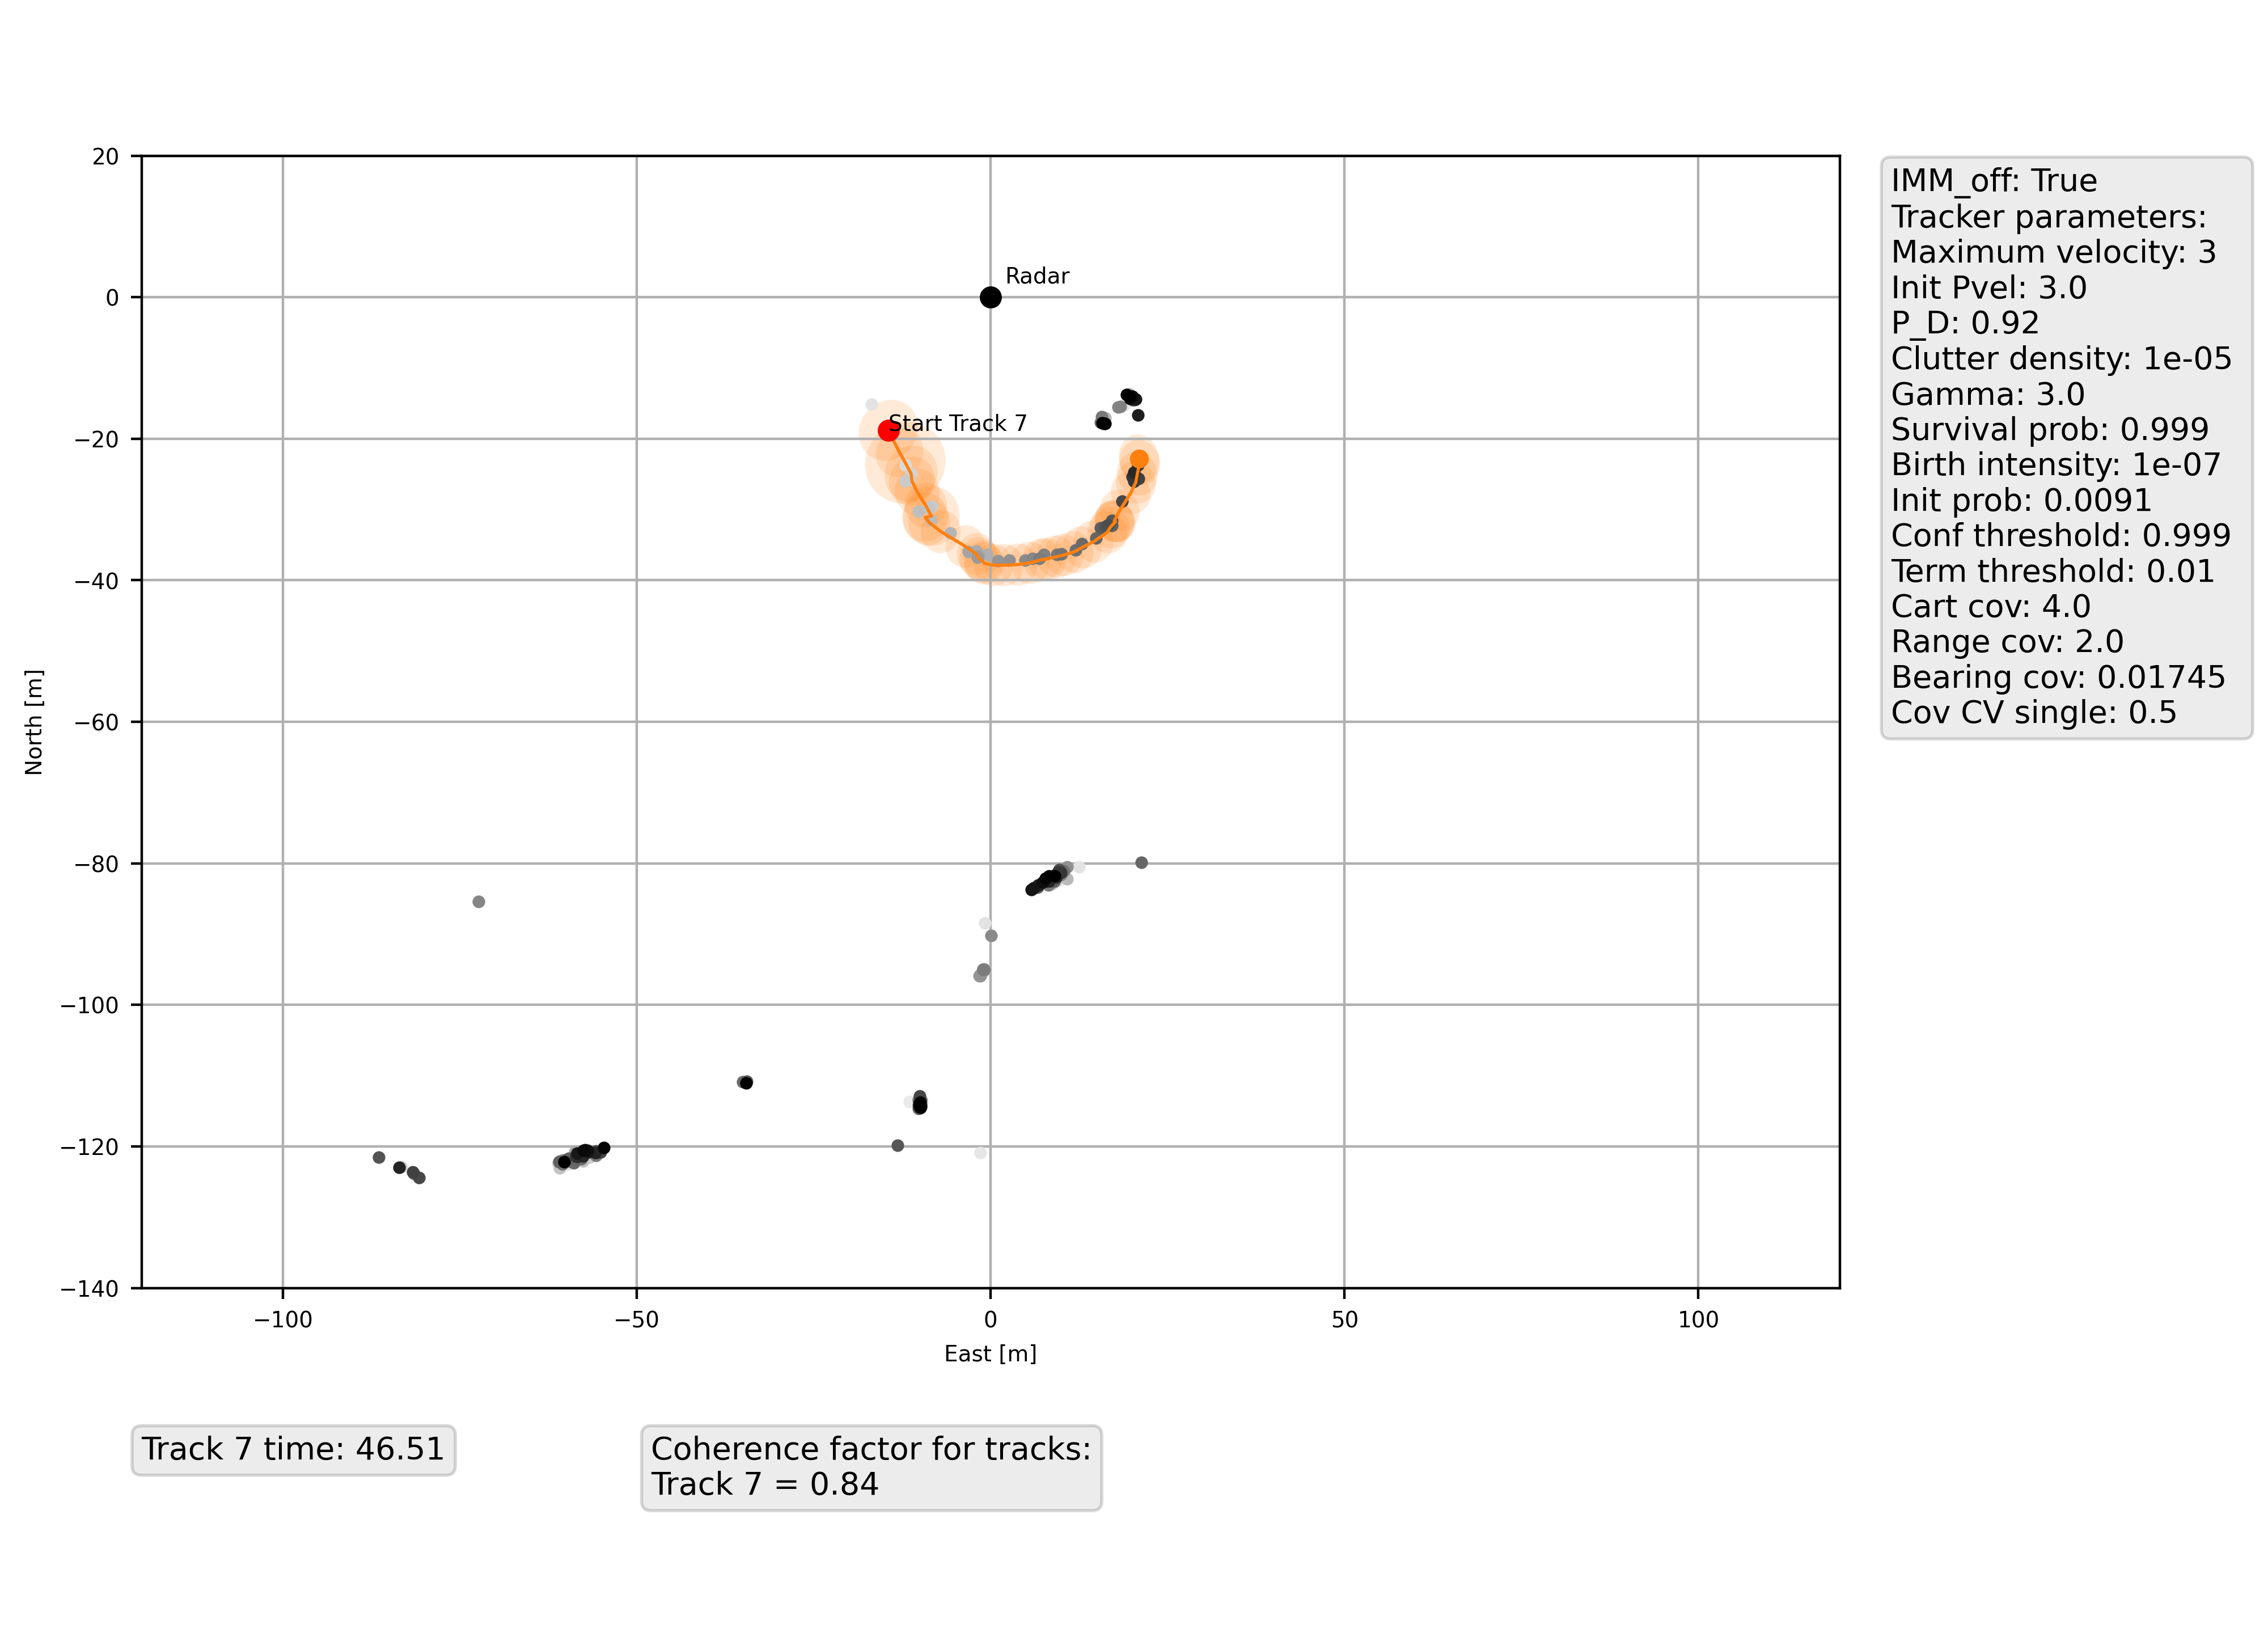 20
0
−20
−40
−60
−80
−100
−120
−140
North [m]
Radar
Start Track 7
−100
−50
0
50
100
East [m]
IMM_off: True
Tracker parameters:
Maximum velocity: 3
Init Pvel: 3.0
P_D: 0.92
Clutter density: 1e-05
Gamma: 3.0
Survival prob: 0.999
Birth intensity: 1e-07
Init prob: 0.0091
Conf threshold: 0.999
Term threshold: 0.01
Cart cov: 4.0
Range cov: 2.0
Bearing cov: 0.01745
Cov CV single: 0.5
Track 7 time: 46.51
Coherence factor for tracks:
Track 7 = 0.84